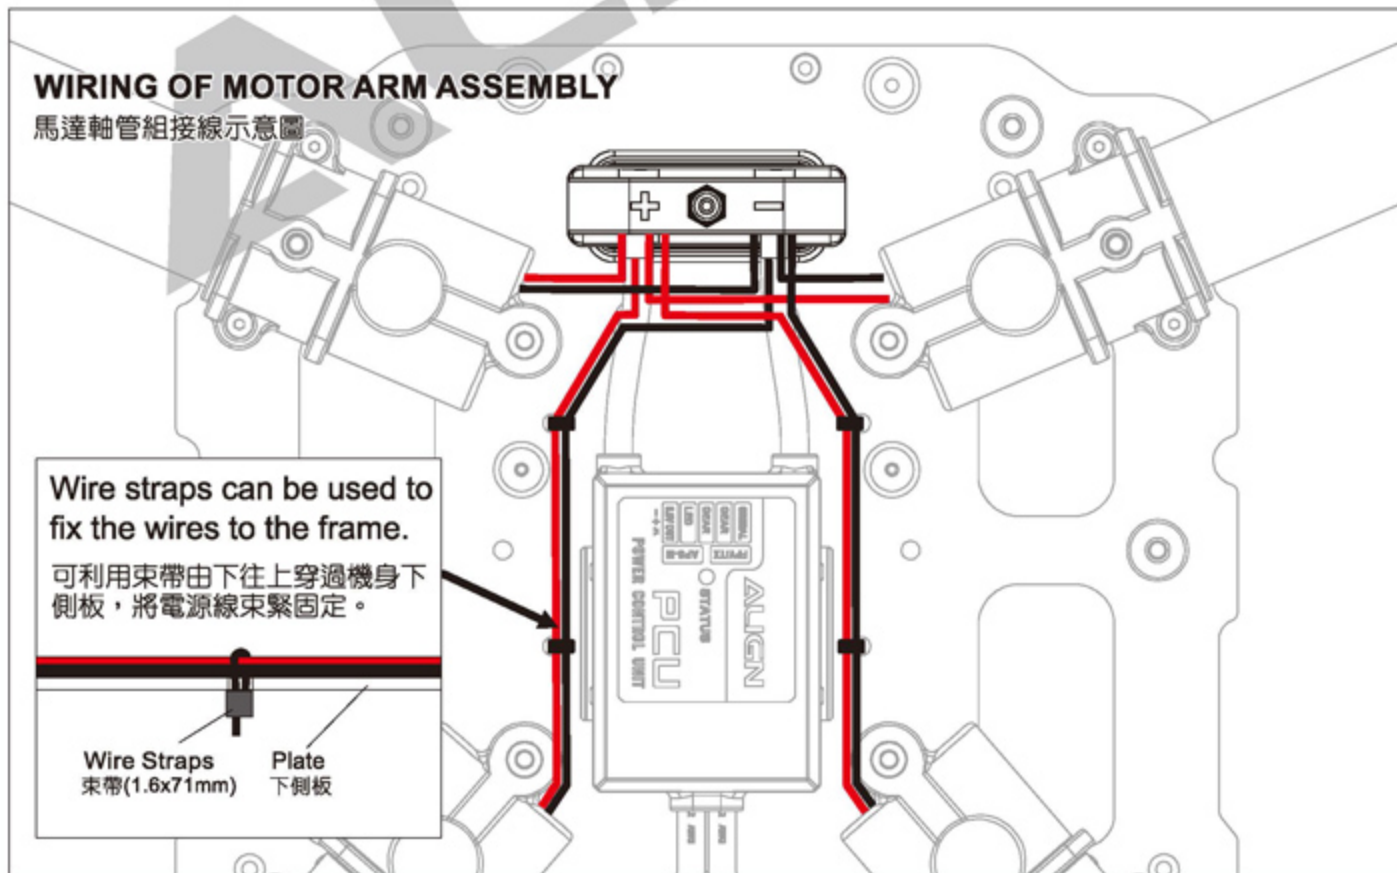 WIRING OF MOTOR ARM ASSEMBLY
馬達軸管組接線示意圖
Wire straps can be used to
fix the wires to the frame.
可利用束帶由下往上穿過機身下
側板，將電源線束緊固定。
Wire Straps
束帶(1.6x71mm)
Plate
下側板
+
−
ALIGN
STATUS
PCU
POWER CONTROL UNIT
GEAR
GEAR
LED